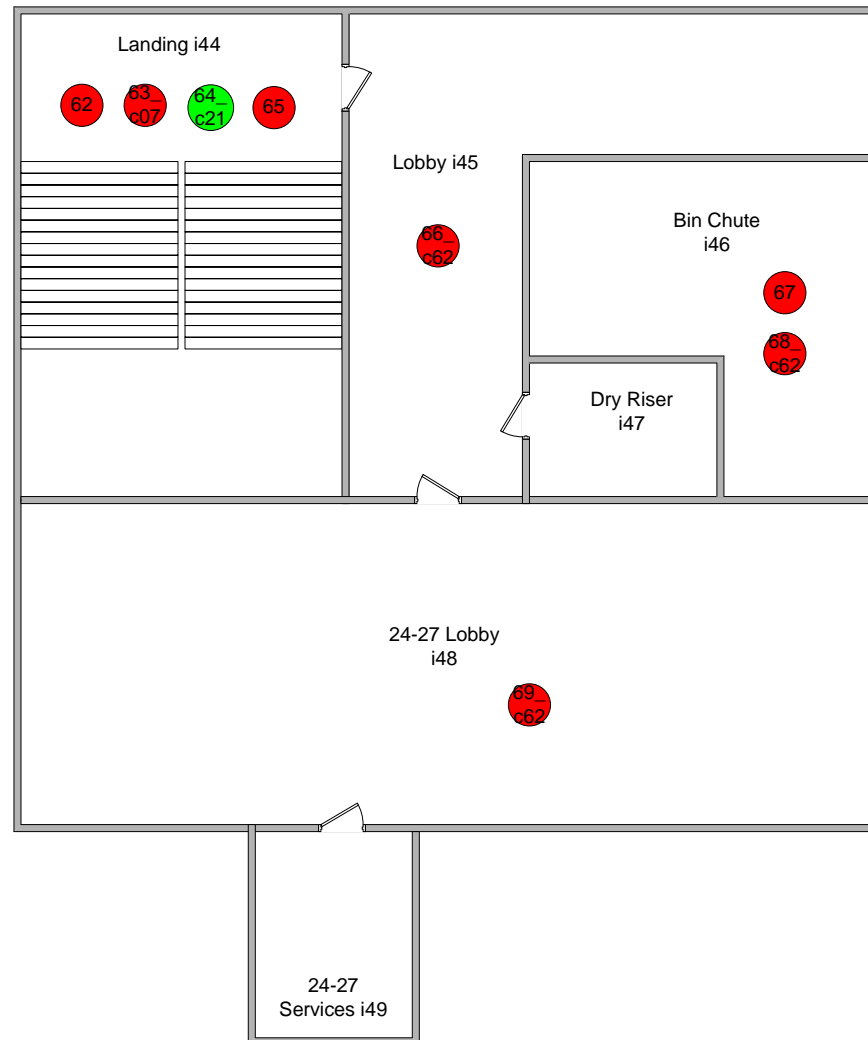 Landing i44
62
63_
c07
64_
c21
65
Lobby i45
66_
c62
Bin Chute
i46
67
68_
c62
Dry Riser
i47
24-27 Lobby
i48
69_
c62
24-27
Services i49